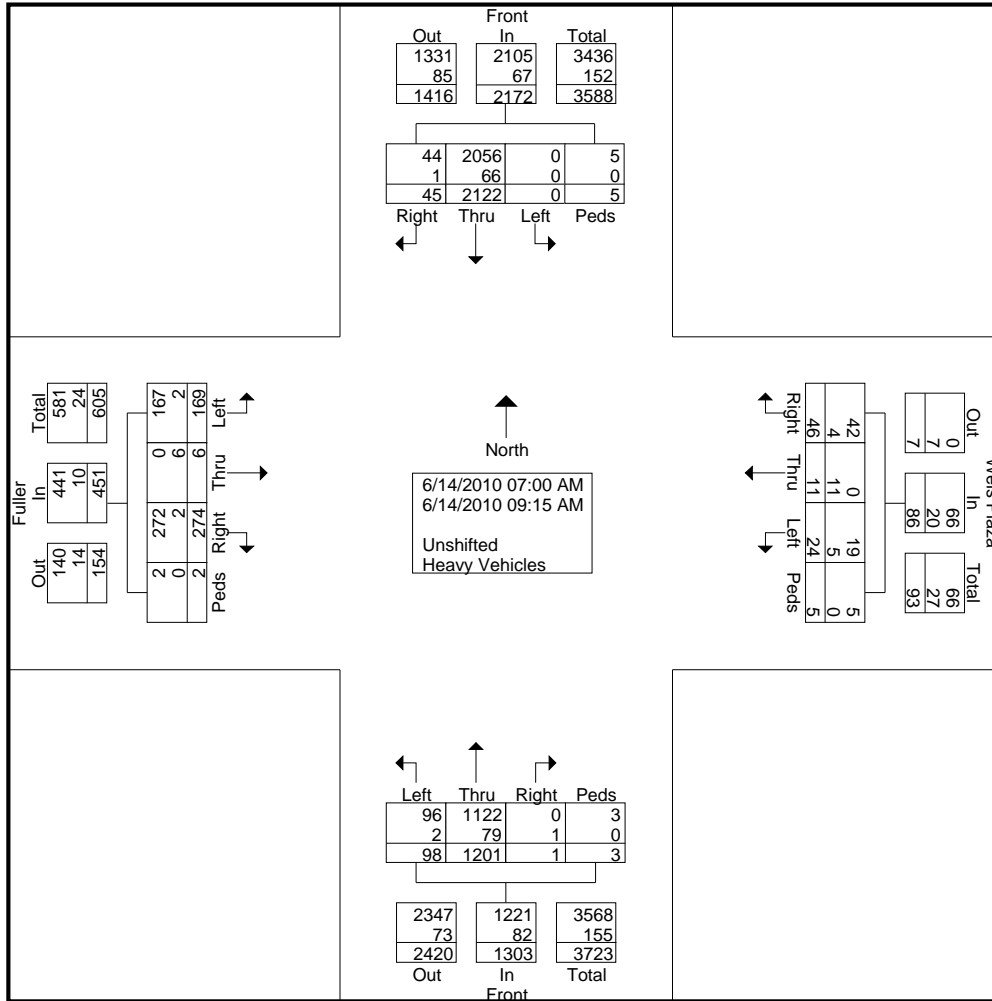 Front
Out In Total
1331 2105 3436
85 67 152
1416 2172 3588
44 2056 0 5
1 66 0 0
45 2122 0 5
Right Thru Left Peds
Fuller
Total In Out
581 441 140
24 10 14
605 451 154
167 0 272 2
2 6 2 0
169 6 274 2
Left Thru Right Peds
North
6/14/2010 07:00 AM
6/14/2010 09:15 AM
Unshifted
Heavy Vehicles
Weis Plaza
Out In Total
0 66 66
7 20 27
7 86 93
42 0 19 5
4 11 5 0
46 11 24 5
Right Thru Left Peds
Left Thru Right Peds
96 1122 0 3
2 79 1 0
98 1201 1 3
2347 1221 3568
73 82 155
2420 1303 3723
Out In Total
Front